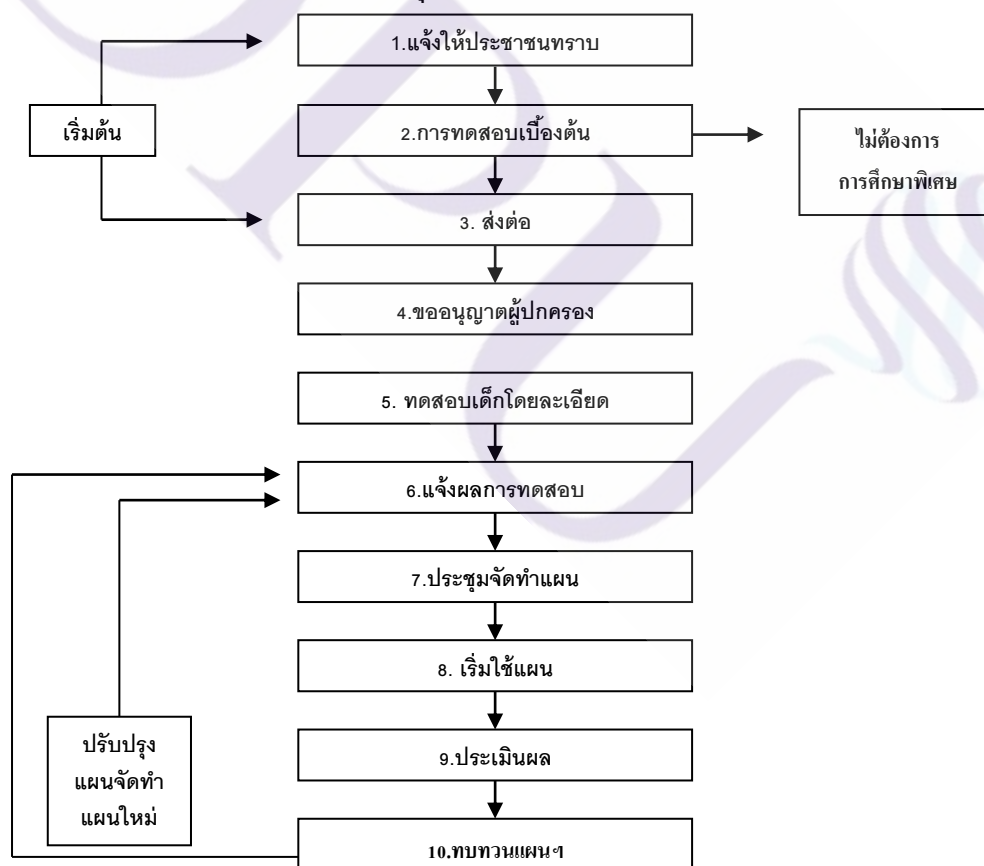 1.แจ้งให้ประชาชนทราบ
เริ่มต้น
2.การทดสอบเบื้องต้น
ไม่ต้องการ
การศึกษาพิเศษ
3. ส่งต่อ
4.ขออนุญาตผู้ปกครอง
5. ทดสอบเด็กโดยละเอียด
6.แจ้งผลการทดสอบ
7.ประชุมจัดทำแผน
8. เริ่มใช้แผน
ปรับปรุง
แผนจัดทำ
แผนใหม่
9.ประเมินผล
10.ทบทวนแผนฯ